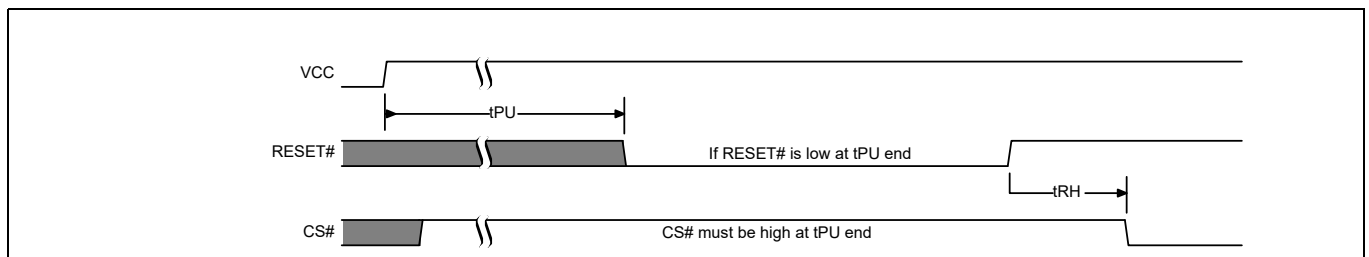 VCC
tPU
RESET#
If RESET# is low at tPU end
tRH
CS#
CS# must be high at tPU end